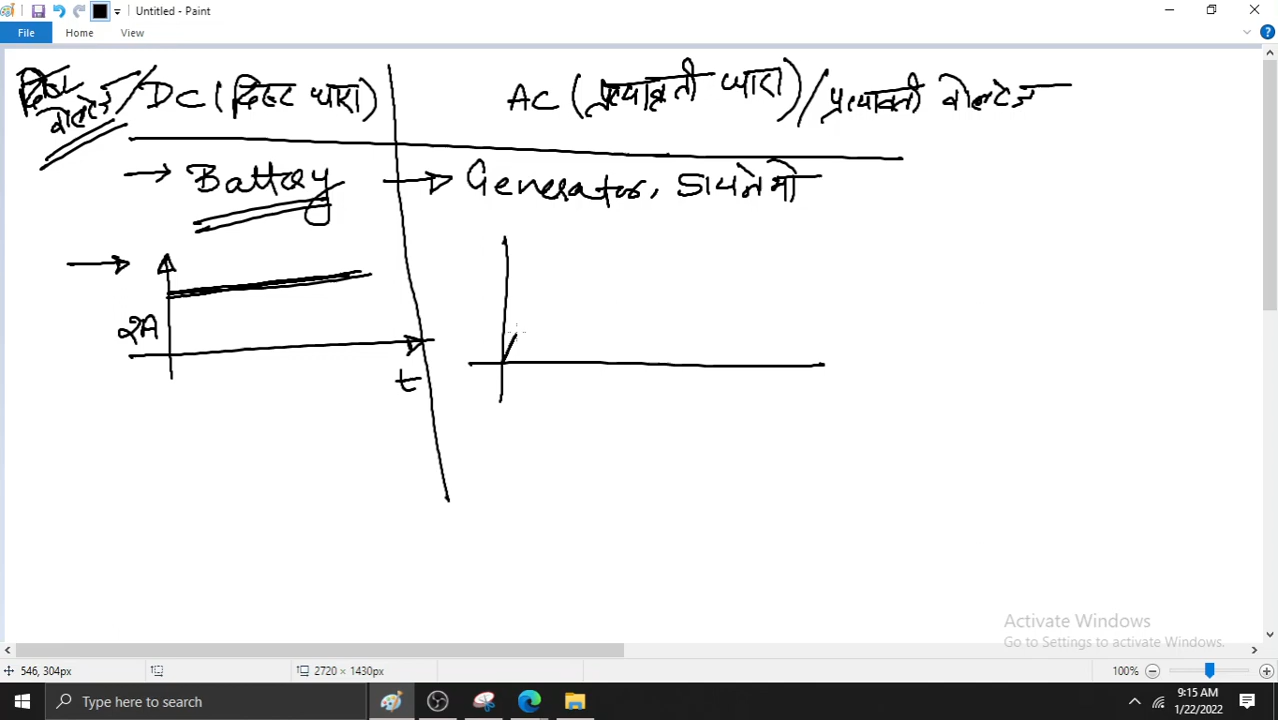 Untitled - Paint
File Home View
दिष्ट वोल्टेज / DC (दिष्ट धारा)
AC (प्रत्यावर्ती धारा) / प्रत्यावर्ती वोल्टेज
→ Battery
→ Generator, डायनेमो
→
2A
t
Activate Windows
Go to Settings to activate Windows.
546, 304px
2720 × 1430px
100%
Type here to search
9:15 AM
1/22/2022